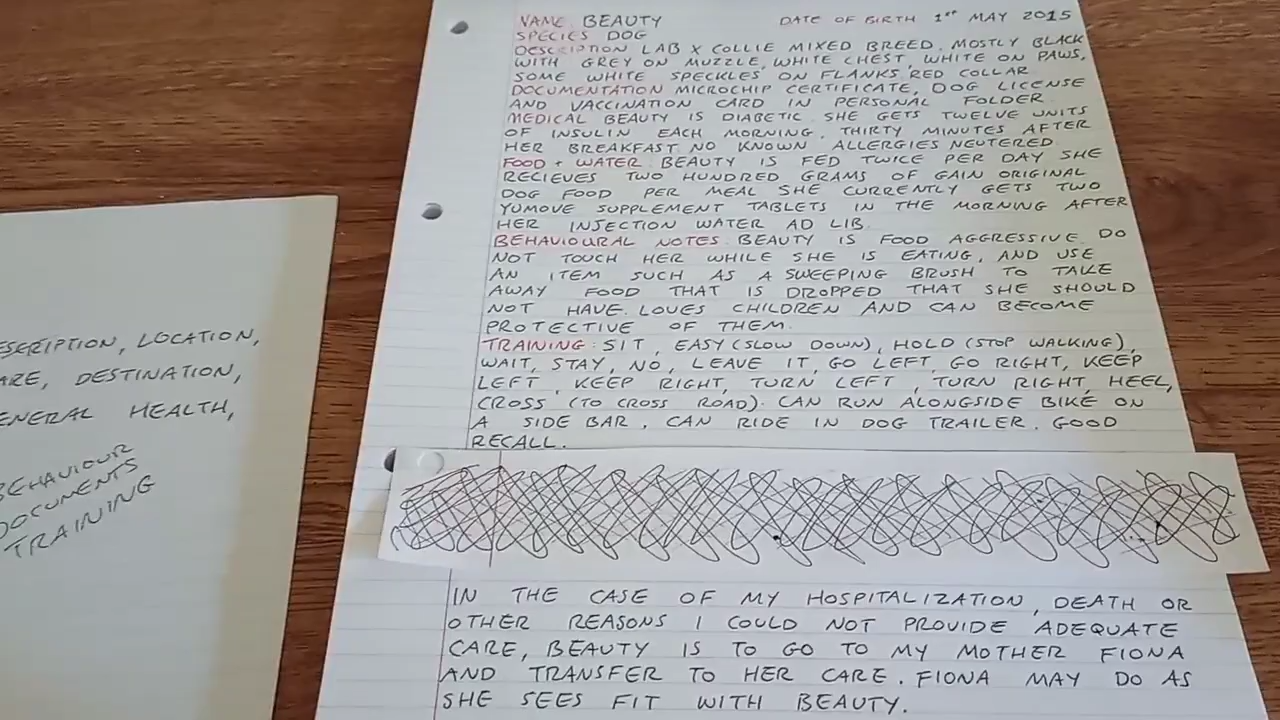 NAME. BEAUTY DATE OF BIRTH 1ST MAY 2015
SPECIES DOG
DESCRIPTION LAB X COLLIE MIXED BREED. MOSTLY BLACK
WITH GREY ON MUZZLE, WHITE CHEST, WHITE ON PAWS,
SOME WHITE SPECKLES ON FLANKS RED COLLAR
DOCUMENTATION MICROCHIP CERTIFICATE, DOG LICENSE
AND VACCINATION CARD IN PERSONAL FOLDER.
MEDICAL BEAUTY IS DIABETIC. SHE GETS TWELVE UNITS
OF INSULIN EACH MORNING, THIRTY MINUTES AFTER
HER BREAKFAST NO KNOWN ALLERGIES NEUTERED.
FOOD + WATER. BEAUTY IS FED TWICE PER DAY SHE
RECIEVES TWO HUNDRED GRAMS OF GAIN ORIGINAL
DOG FOOD PER MEAL SHE CURRENTLY GETS TWO
YUMOVE SUPPLEMENT TABLETS IN THE MORNING AFTER
HER INJECTION WATER AD LIB.
BEHAVIOURAL NOTES. BEAUTY IS FOOD AGGRESSIVE. DO
NOT TOUCH HER WHILE SHE IS EATING, AND USE
AN ITEM SUCH AS A SWEEPING BRUSH TO TAKE
AWAY FOOD THAT IS DROPPED THAT SHE SHOULD
NOT HAVE. LOVES CHILDREN AND CAN BECOME
PROTECTIVE OF THEM.
TRAINING: SIT, EASY (SLOW DOWN), HOLD (STOP WALKING),
WAIT, STAY, NO, LEAVE IT, GO LEFT, GO RIGHT, KEEP
LEFT, KEEP RIGHT, TURN LEFT, TURN RIGHT, HEEL,
CROSS (TO CROSS ROAD). CAN RUN ALONGSIDE BIKE ON
A SIDE BAR, CAN RIDE IN DOG TRAILER. GOOD
RECALL.
IN THE CASE OF MY HOSPITALIZATION, DEATH OR
OTHER REASONS I COULD NOT PROVIDE ADEQUATE
CARE, BEAUTY IS TO GO TO MY MOTHER FIONA
AND TRANSFER TO HER CARE. FIONA MAY DO AS
SHE SEES FIT WITH BEAUTY.
ESCRIPTION, LOCATION,
ARE, DESTINATION,
ENERAL HEALTH,
BEHAVIOUR
DOCUMENTS
TRAINING